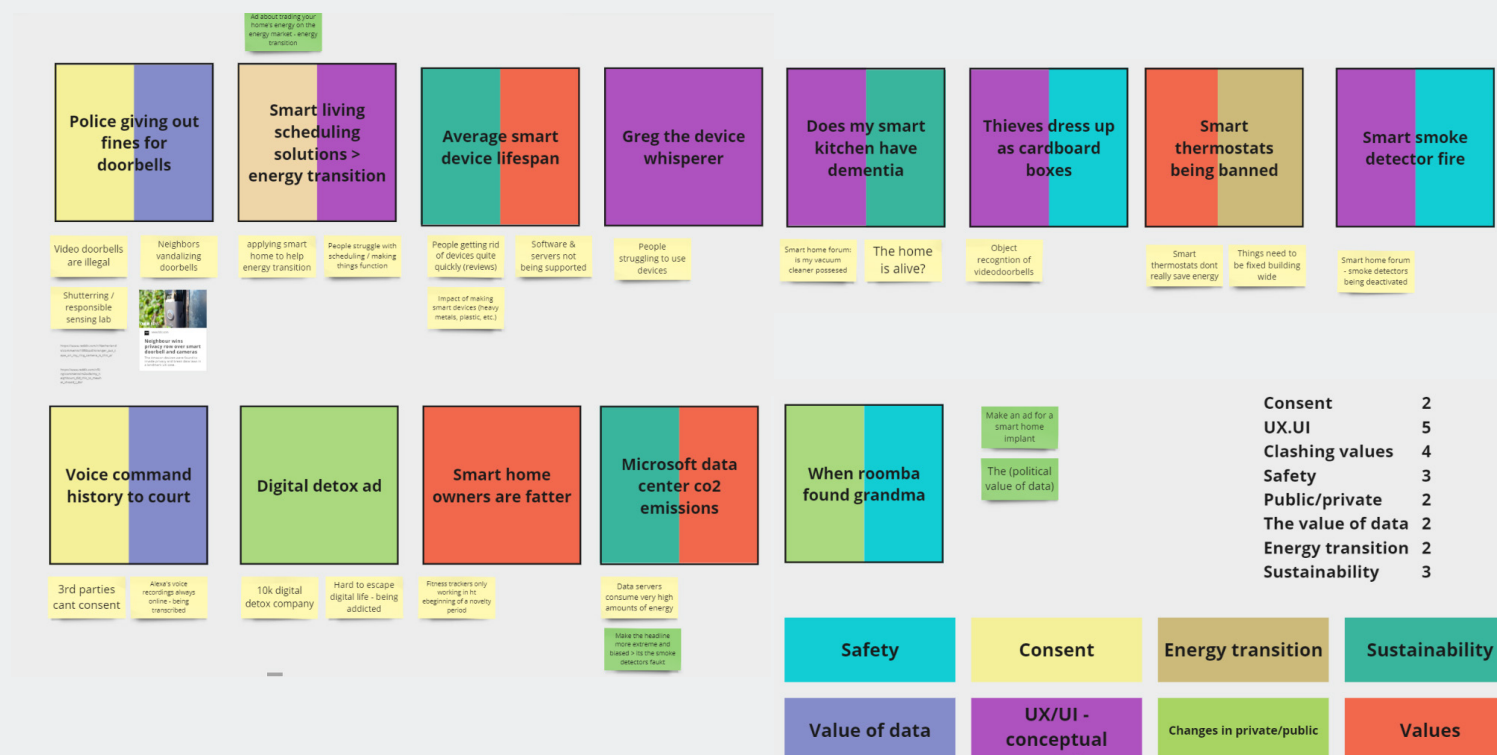 Ad about trading your
home's energy on the
energy market - energy
transition
Police giving out
fines for
doorbells
Smart living
scheduling
solutions >
energy transition
Average smart
device lifespan
Greg the device
whisperer
Does my smart
kitchen have
dementia
Thieves dress up
as cardboard
boxes
Smart
thermostats
being banned
Smart smoke
detector fire
Video doorbells
are illegal
Neighbors
vandalizing
doorbells
applying smart
home to help
energy transition
People struggle with
scheduling / making
things function
People getting rid
of devices quite
quickly (reviews)
Software &
servers not
being supported
People
struggling to use
devices
Smart home forum:
is my vacuum
cleaner possesed
The home
is alive?
Object
recogntion of
videodoorbells
Smart
thermostats dont
really save energy
Things need to
be fixed building
wide
Smart home forum
- smoke detectors
being deactivated
Shutterring /
responsible
sensing lab
Neighbour wins
privacy row over smart
doorbell and cameras
Impact of making
smart devices (heavy
metals, plastic, etc.)
Voice command
history to court
Digital detox ad
Smart home
owners are fatter
Microsoft data
center co2
emissions
When roomba
found grandma
Make an ad for a
smart home
implant
The (political
value of data)
Consent 2
UX.UI 5
Clashing values 4
Safety 3
Public/private 2
The value of data 2
Energy transition 2
Sustainability 3
3rd parties
cant consent
Alexa's voice
recordings always
online - being
transcribed
10k digital
detox company
Hard to escape
digital life - being
addicted
Fitness trackers only
working in ht
ebeginning of a novelty
period
Data servers
consume very high
amounts of energy
Make the headline
more extreme and
biased > its the smoke
detectors faukt
Safety
Consent
Energy transition
Sustainability
Value of data
UX/UI -
conceptual
Changes in private/public
Values